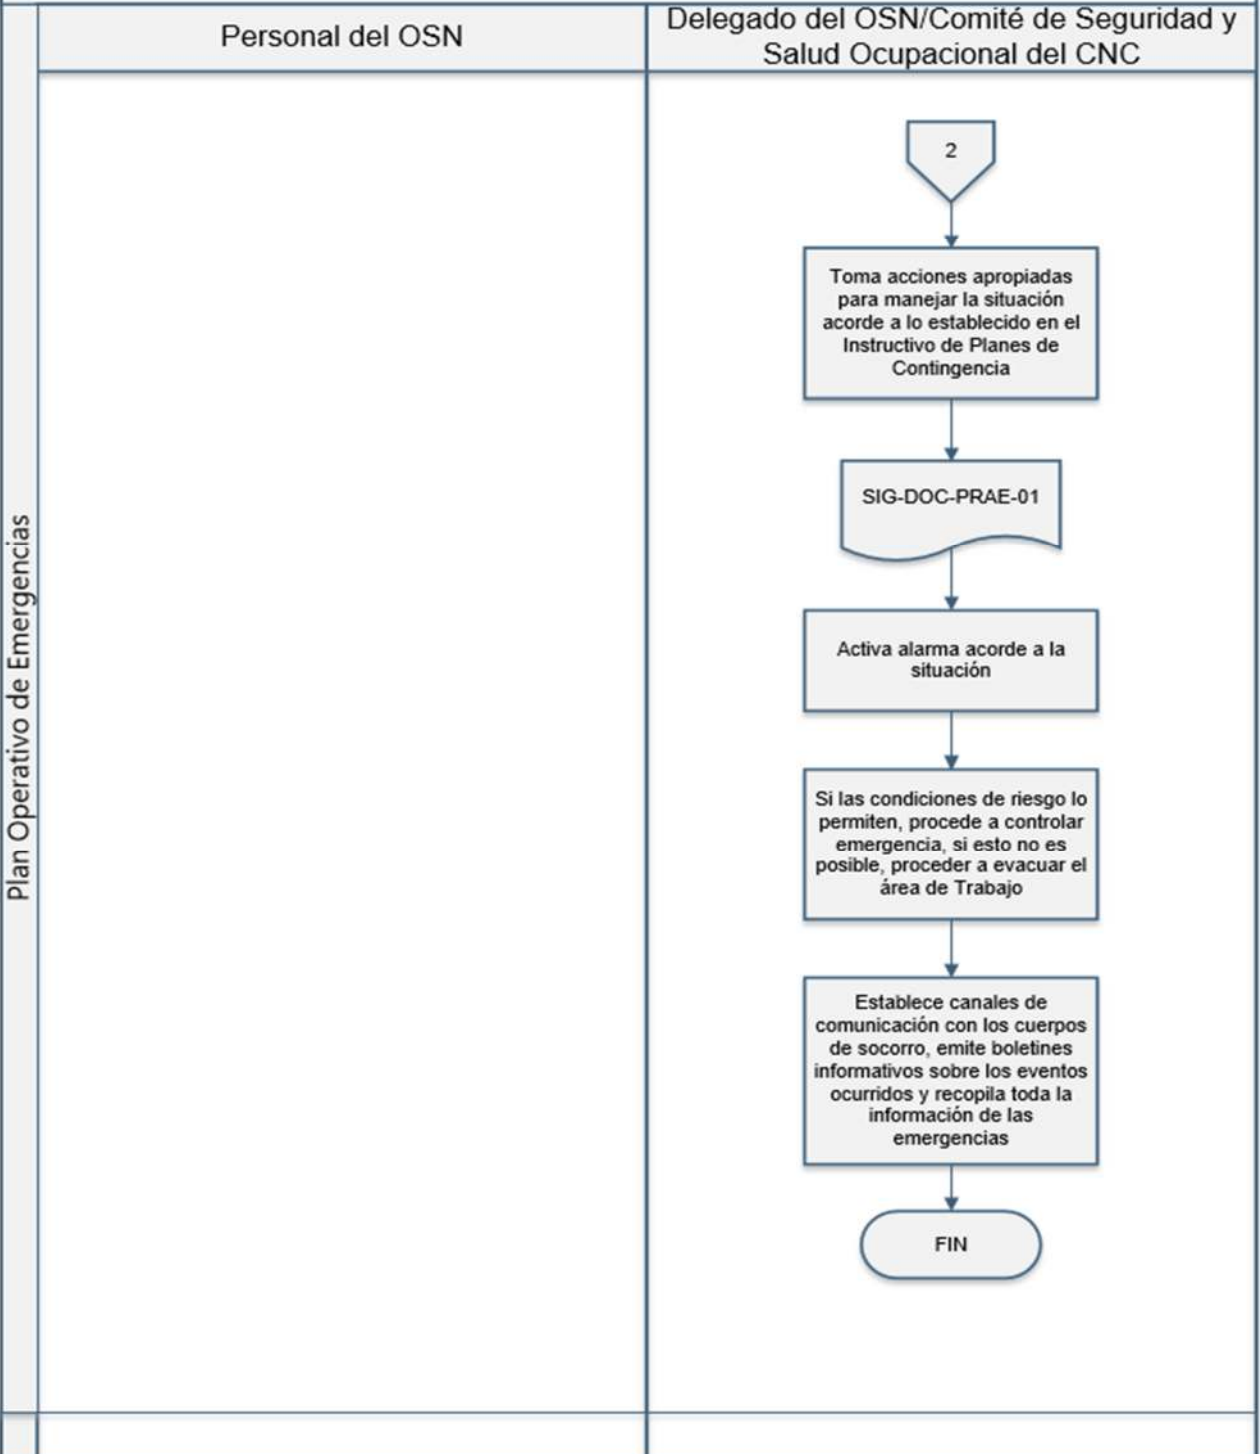 Personal del OSN
Delegado del OSN/Comité de Seguridad y
Salud Ocupacional del CNC
Plan Operativo de Emergencias
2
Toma acciones apropiadas
para manejar la situación
acorde a lo establecido en el
Instructivo de Planes de
Contingencia
SIG-DOC-PRAE-01
Activa alarma acorde a la
situación
Si las condiciones de riesgo lo
permiten, procede a controlar
emergencia, si esto no es
posible, proceder a evacuar el
área de Trabajo
Establece canales de
comunicación con los cuerpos
de socorro, emite boletines
informativos sobre los eventos
ocurridos y recopila toda la
información de las
emergencias
FIN